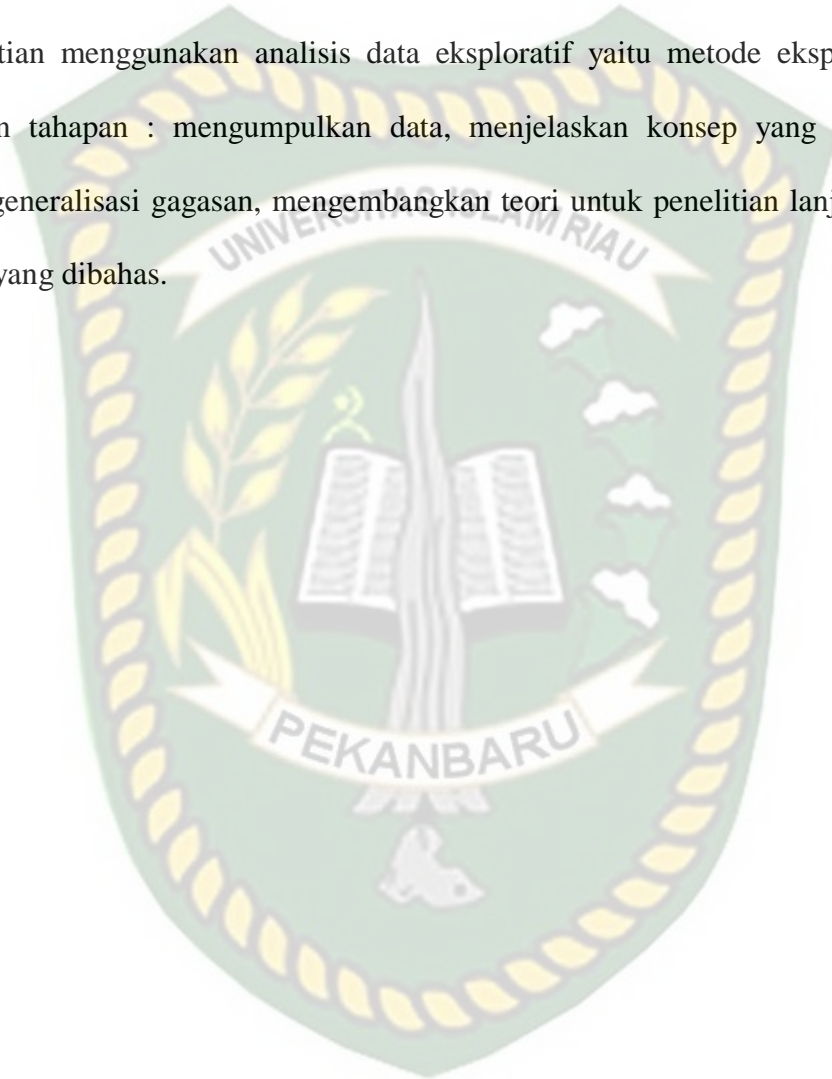 tian menggunakan analisis data eksploratif yaitu metode eksp
n tahapan : mengumpulkan data, menjelaskan konsep yang
generalisasi gagasan, mengembangkan teori untuk penelitian lanj
yang dibahas.
UNIVERSITAS ISLAM RIAU
PEKANBARU